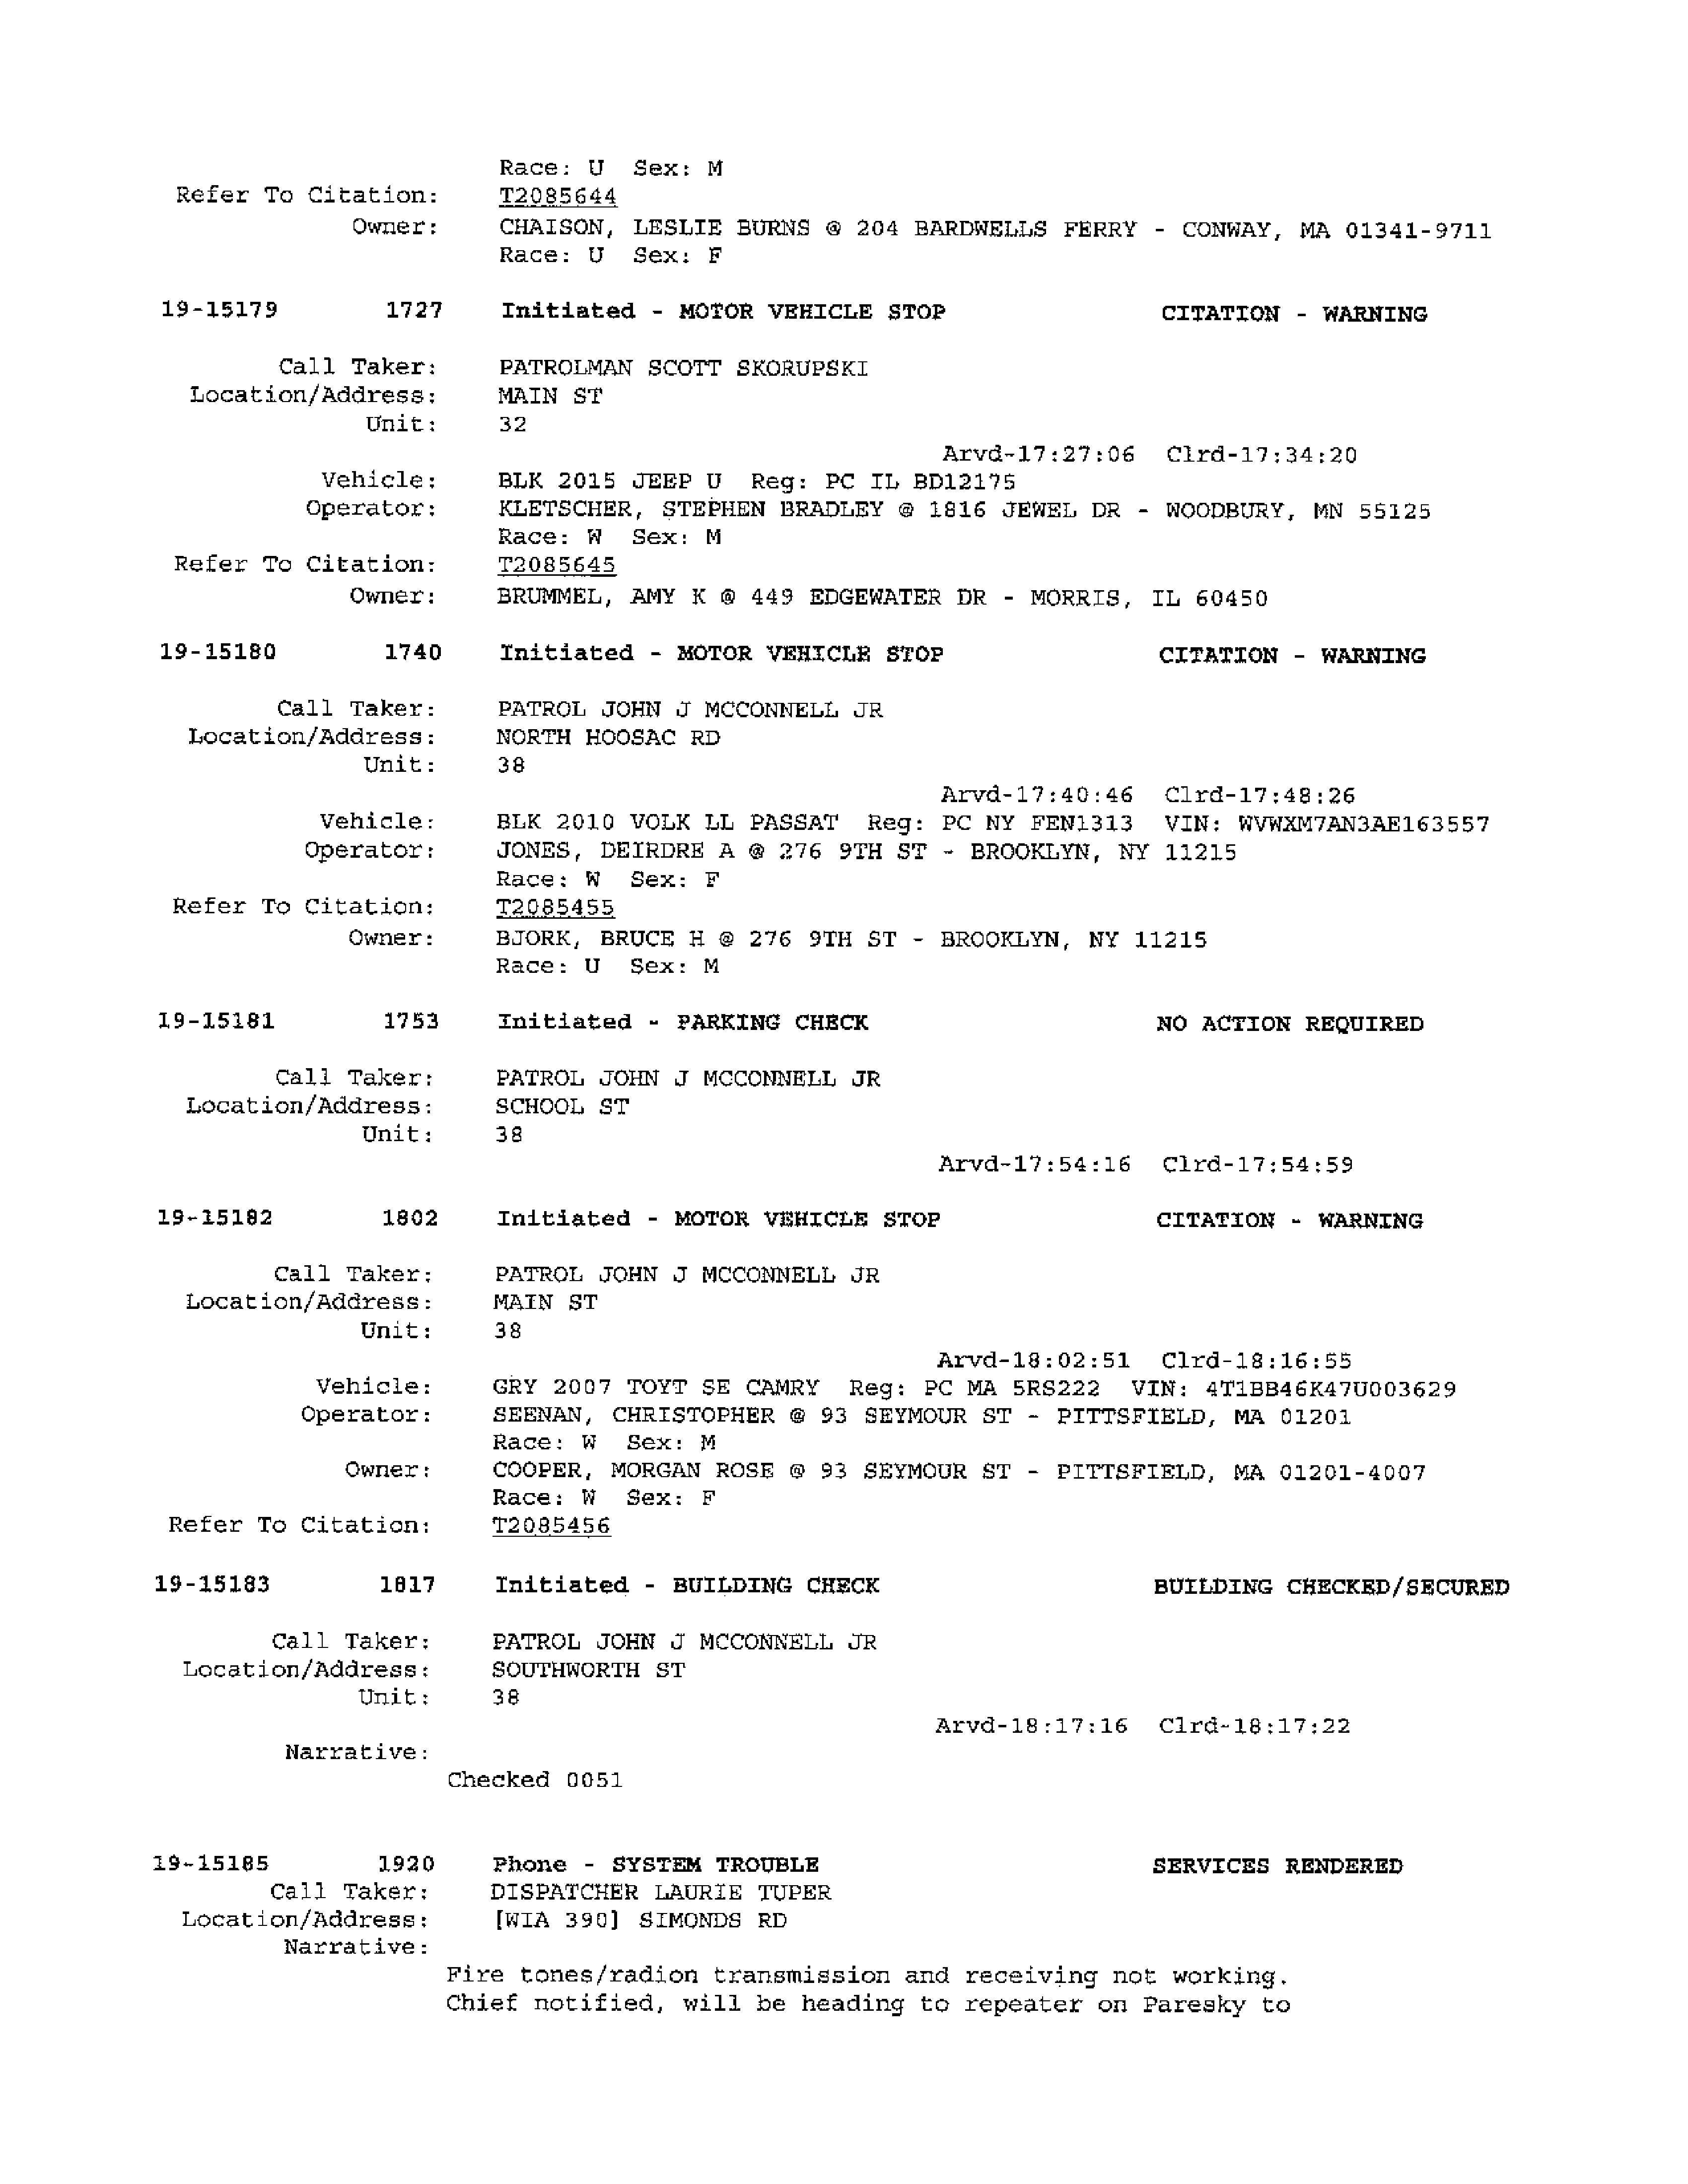 Race: U Sex: M
Refer To Citation: T2085644
Owner: CHAISON, LESLIE BURNS @ 204 BARDWELLS FERRY - CONWAY, MA 01341-9711
Race: U Sex: F
19-15179 1727 Initiated - MOTOR VEHICLE STOP CITATION - WARNING
Call Taker: PATROLMAN SCOTT SKORUPSKI
Location/Address: MAIN ST
Unit: 32
Arvd-17:27:06 Clrd-17:34:20
Vehicle: BLK 2015 JEEP U Reg: PC IL BD12175
Operator: KLETSCHER, STEPHEN BRADLEY @ 1816 JEWEL DR - WOODBURY, MN 55125
Race: W Sex: M
Refer To Citation: T2085645
Owner: BRUMMEL, AMY K @ 449 EDGEWATER DR - MORRIS, IL 60450
19-15180 1740 Initiated - MOTOR VEHICLE STOP CITATION - WARNING
Call Taker: PATROL JOHN J MCCONNELL JR
Location/Address: NORTH HOOSAC RD
Unit: 38
Arvd-17:40:46 Clrd-17:48:26
Vehicle: BLK 2010 VOLK LL PASSAT Reg: PC NY FEN1313 VIN: WVWXM7AN3AE163557
Operator: JONES, DEIRDRE A @ 276 9TH ST - BROOKLYN, NY 11215
Race: W Sex: F
Refer To Citation: T2085455
Owner: BJORK, BRUCE H @ 276 9TH ST - BROOKLYN, NY 11215
Race: U Sex: M
19-15181 1753 Initiated - PARKING CHECK NO ACTION REQUIRED
Call Taker: PATROL JOHN J MCCONNELL JR
Location/Address: SCHOOL ST
Unit: 38
Arvd-17:54:16 Clrd-17:54:59
19-15182 1802 Initiated - MOTOR VEHICLE STOP CITATION - WARNING
Call Taker: PATROL JOHN J MCCONNELL JR
Location/Address: MAIN ST
Unit: 38
Arvd-18:02:51 Clrd-18:16:55
Vehicle: GRY 2007 TOYT SE CAMRY Reg: PC MA 5RS222 VIN: 4T1BB46K47U003629
Operator: SEENAN, CHRISTOPHER @ 93 SEYMOUR ST - PITTSFIELD, MA 01201
Race: W Sex: M
Owner: COOPER, MORGAN ROSE @ 93 SEYMOUR ST - PITTSFIELD, MA 01201-4007
Race: W Sex: F
Refer To Citation: T2085456
19-15183 1817 Initiated - BUILDING CHECK BUILDING CHECKED/SECURED
Call Taker: PATROL JOHN J MCCONNELL JR
Location/Address: SOUTHWORTH ST
Unit: 38
Arvd-18:17:16 Clrd-18:17:22
Narrative:
Checked 0051
19-15185 1920 Phone - SYSTEM TROUBLE SERVICES RENDERED
Call Taker: DISPATCHER LAURIE TUPER
Location/Address: [WIA 390] SIMONDS RD
Narrative:
Fire tones/radion transmission and receiving not working.
Chief notified, will be heading to repeater on Paresky to